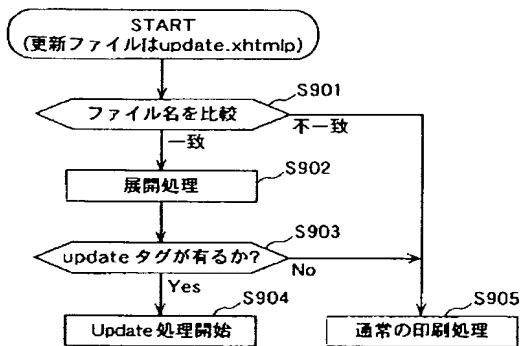 START
(更新ファイルはupdate.xhtmlp)
S901
ファイル名を比較
不一致
一致
S902
展開処理
S903
updateタグが有るか?
No
Yes
S904
S905
Update処理開始
通常の印刷処理